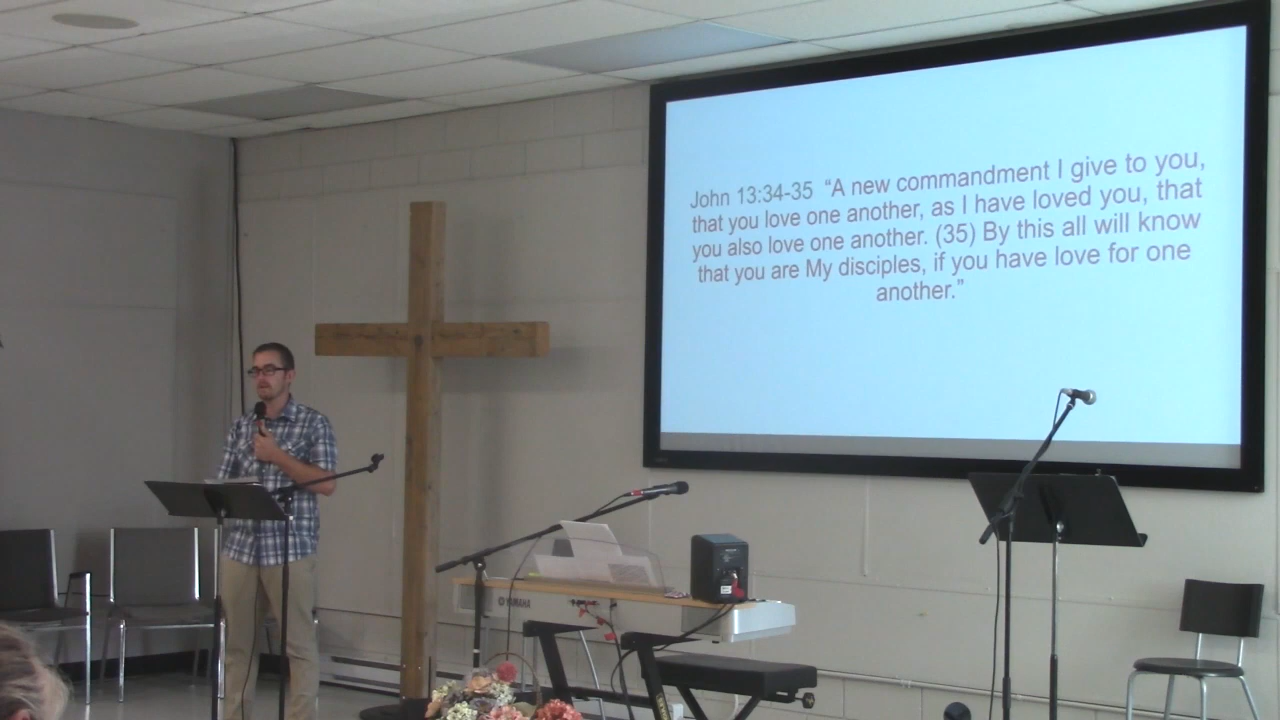 John 13:34-35 “A new commandment I give to you,
that you love one another, as I have loved you, that
you also love one another. (35) By this all will know
that you are My disciples, if you have love for one
another.”
YAMAHA